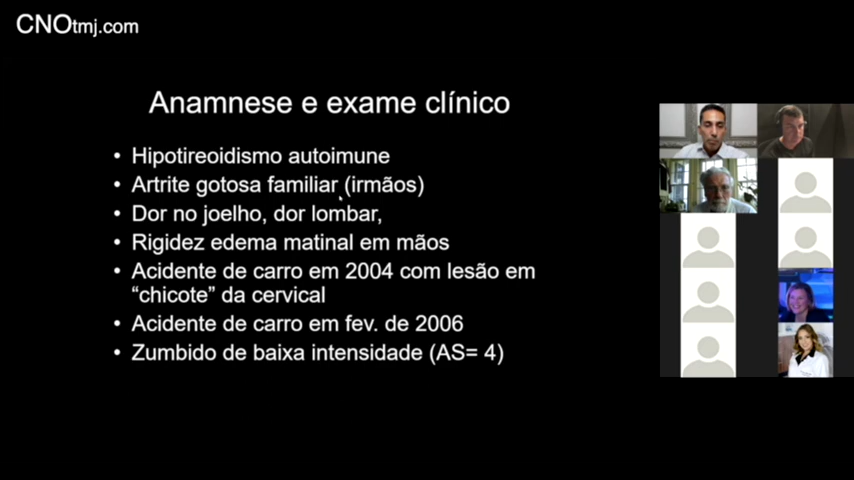 CNOtmj.com
Anamnese e exame clínico
• Hipotireoidismo autoimune
• Artrite gotosa familiar (irmãos)
• Dor no joelho, dor lombar,
• Rigidez edema matinal em mãos
• Acidente de carro em 2004 com lesão em
“chicote” da cervical
• Acidente de carro em fev. de 2006
• Zumbido de baixa intensidade (AS= 4)